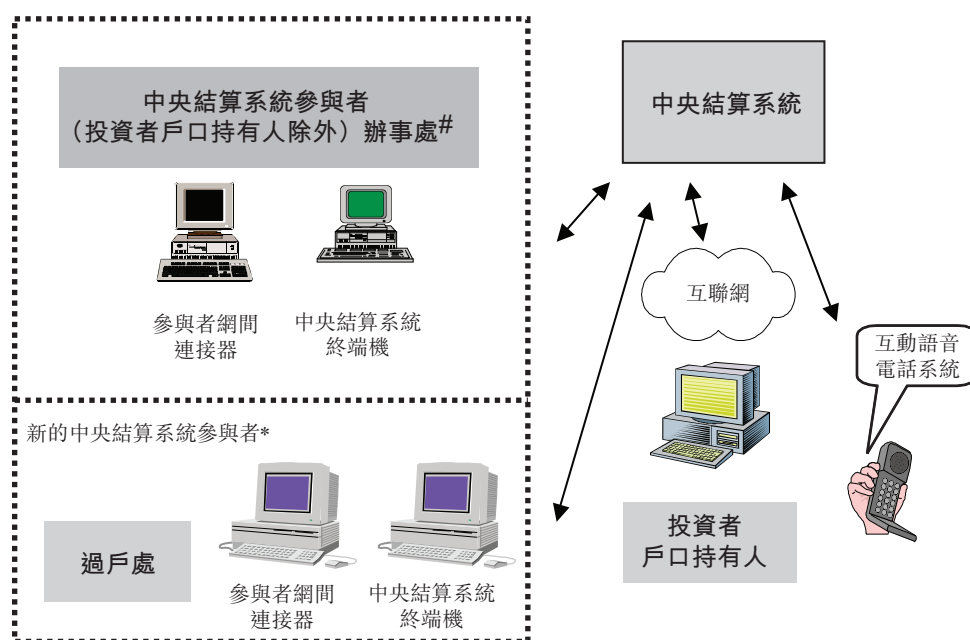 中央結算系統參與者
（投資者戶口持有人除外）辦事處#
參與者網間
連接器
中央結算系統
終端機
新的中央結算系統參與者*
過戶處
參與者網間
連接器
中央結算系統
終端機
中央結算系統
互聯網
互動語音
電話系統
投資者
戶口持有人